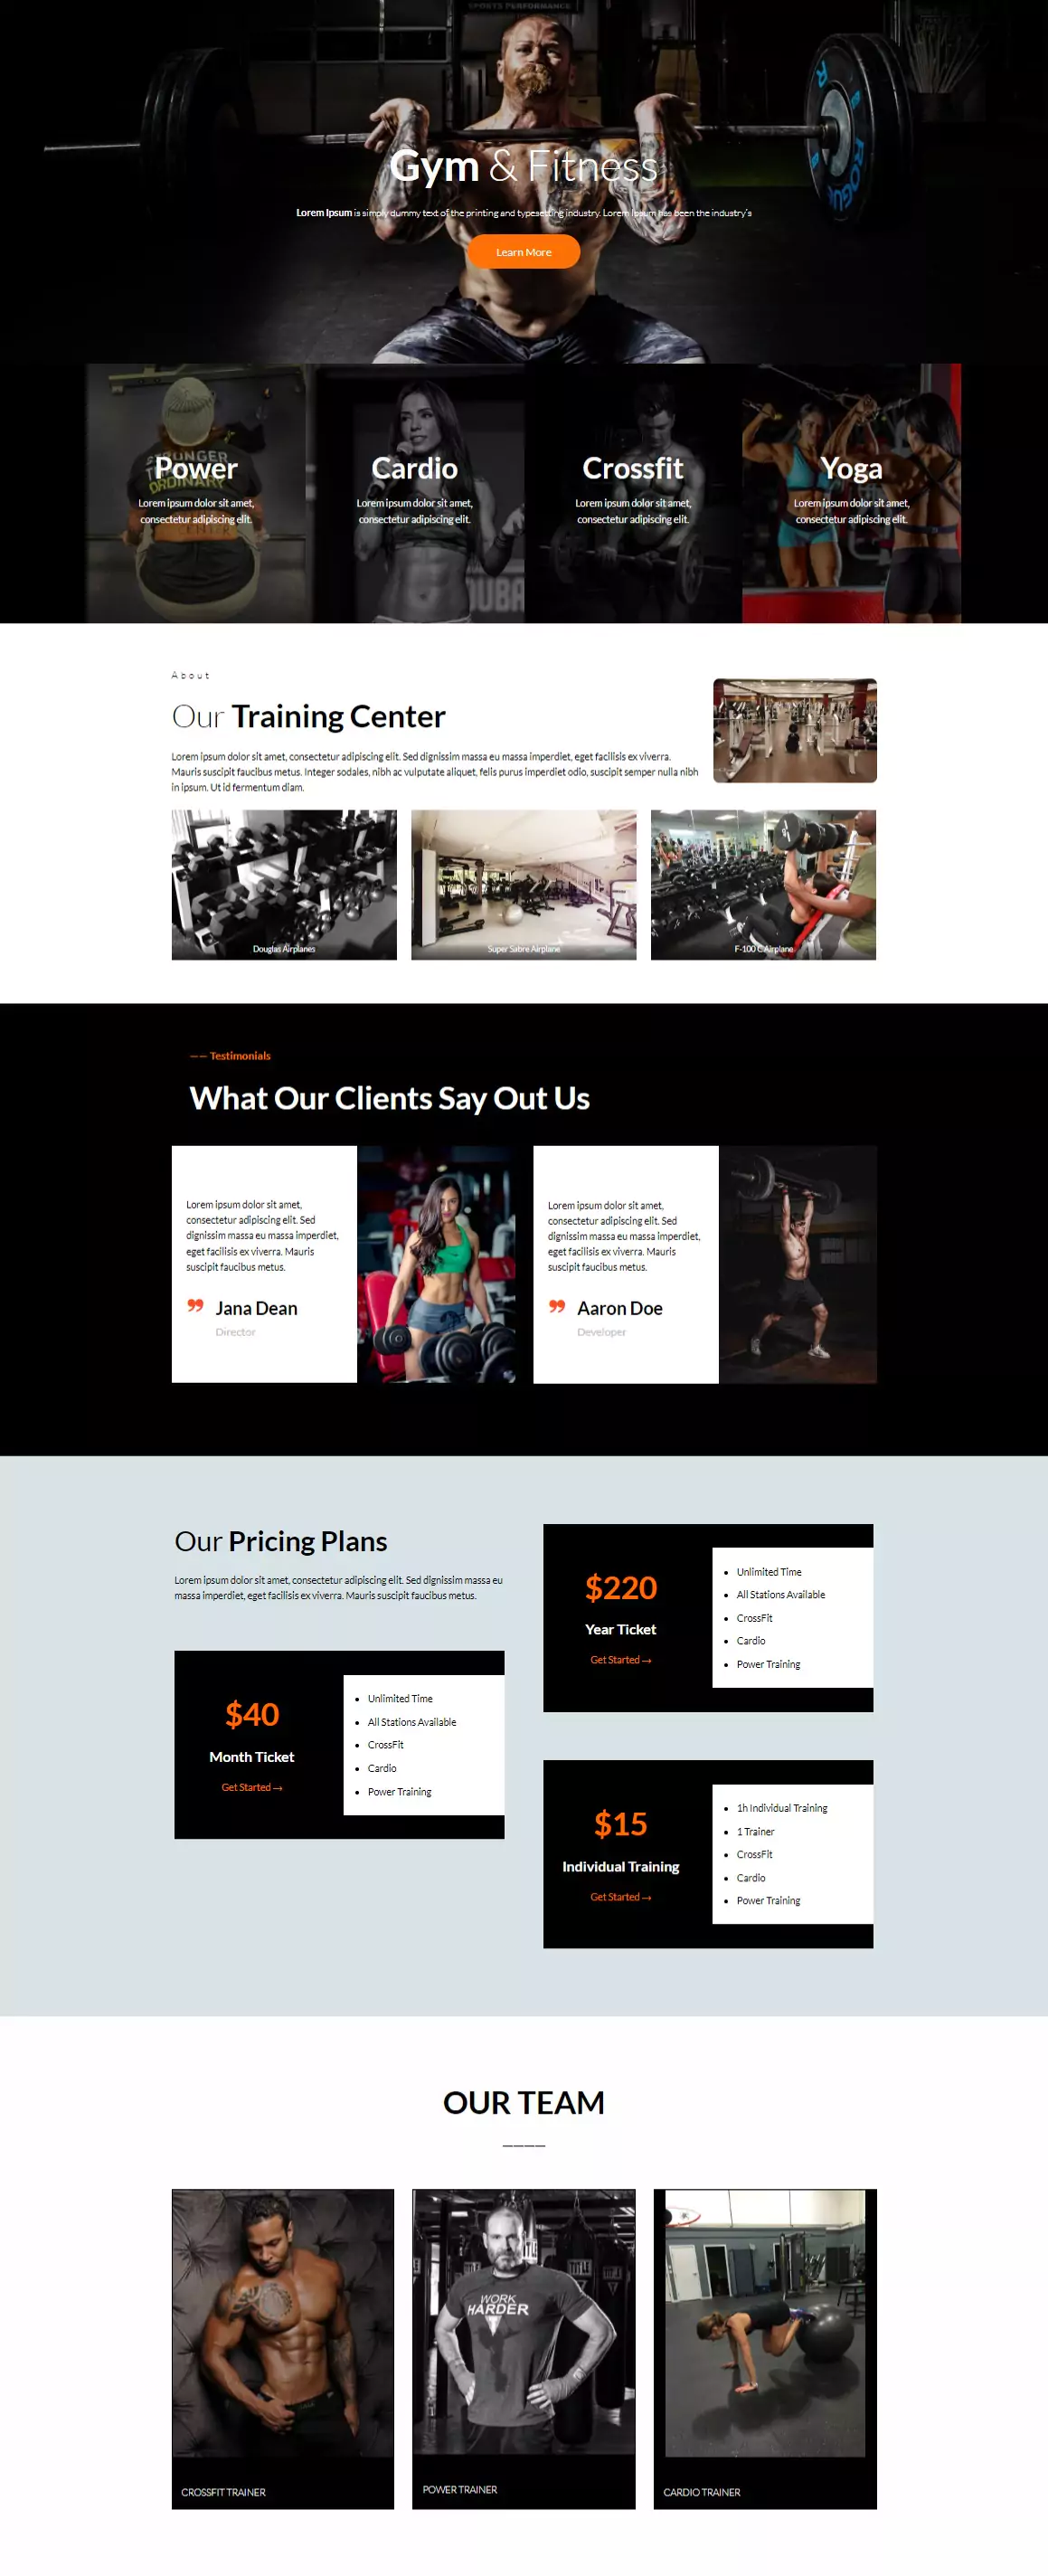 SPORTS PERFORMANCE
Gym & Fitness
Lorem Ipsum is simply dummy text of the printing and typesetting industry. Lorem Ipsum has been the industry's
Learn More
Power
Lorem ipsum dolor sit amet,
consectetur adipiscing elit.
Cardio
Lorem ipsum dolor sit amet,
consectetur adipiscing elit.
Crossfit
Lorem ipsum dolor sit amet,
consectetur adipiscing elit.
Yoga
Lorem ipsum dolor sit amet,
consectetur adipiscing elit.
About
Our Training Center
Lorem ipsum dolor sit amet, consectetur adipiscing elit. Sed dignissim massa eu massa imperdiet, eget facilisis ex viverra.
Mauris suscipit faucibus metus. Integer sodales, nibh ac vulputate aliquet, felis purus imperdiet odio, suscipit semper nulla nibh
in ipsum. Ut id fermentum diam.
Douglas Airplanes
Super Sabre Airplane
F-100 C Airplane
—— Testimonials
What Our Clients Say Out Us
Lorem ipsum dolor sit amet,
consectetur adipiscing elit. Sed
dignissim massa eu massa imperdiet,
eget facilisis ex viverra. Mauris
suscipit faucibus metus.
Jana Dean
Director
Lorem ipsum dolor sit amet,
consectetur adipiscing elit. Sed
dignissim massa eu massa imperdiet,
eget facilisis ex viverra. Mauris
suscipit faucibus metus.
Aaron Doe
Developer
Our Pricing Plans
Lorem ipsum dolor sit amet, consectetur adipiscing elit. Sed dignissim massa eu
massa imperdiet, eget facilisis ex viverra. Mauris suscipit faucibus metus.
$40
Month Ticket
Get Started →
Unlimited Time
All Stations Available
CrossFit
Cardio
Power Training
$220
Year Ticket
Get Started →
Unlimited Time
All Stations Available
CrossFit
Cardio
Power Training
$15
Individual Training
Get Started →
1h Individual Training
1 Trainer
CrossFit
Cardio
Power Training
OUR TEAM
WORK
HARDER
CROSSFIT TRAINER
POWER TRAINER
CARDIO TRAINER